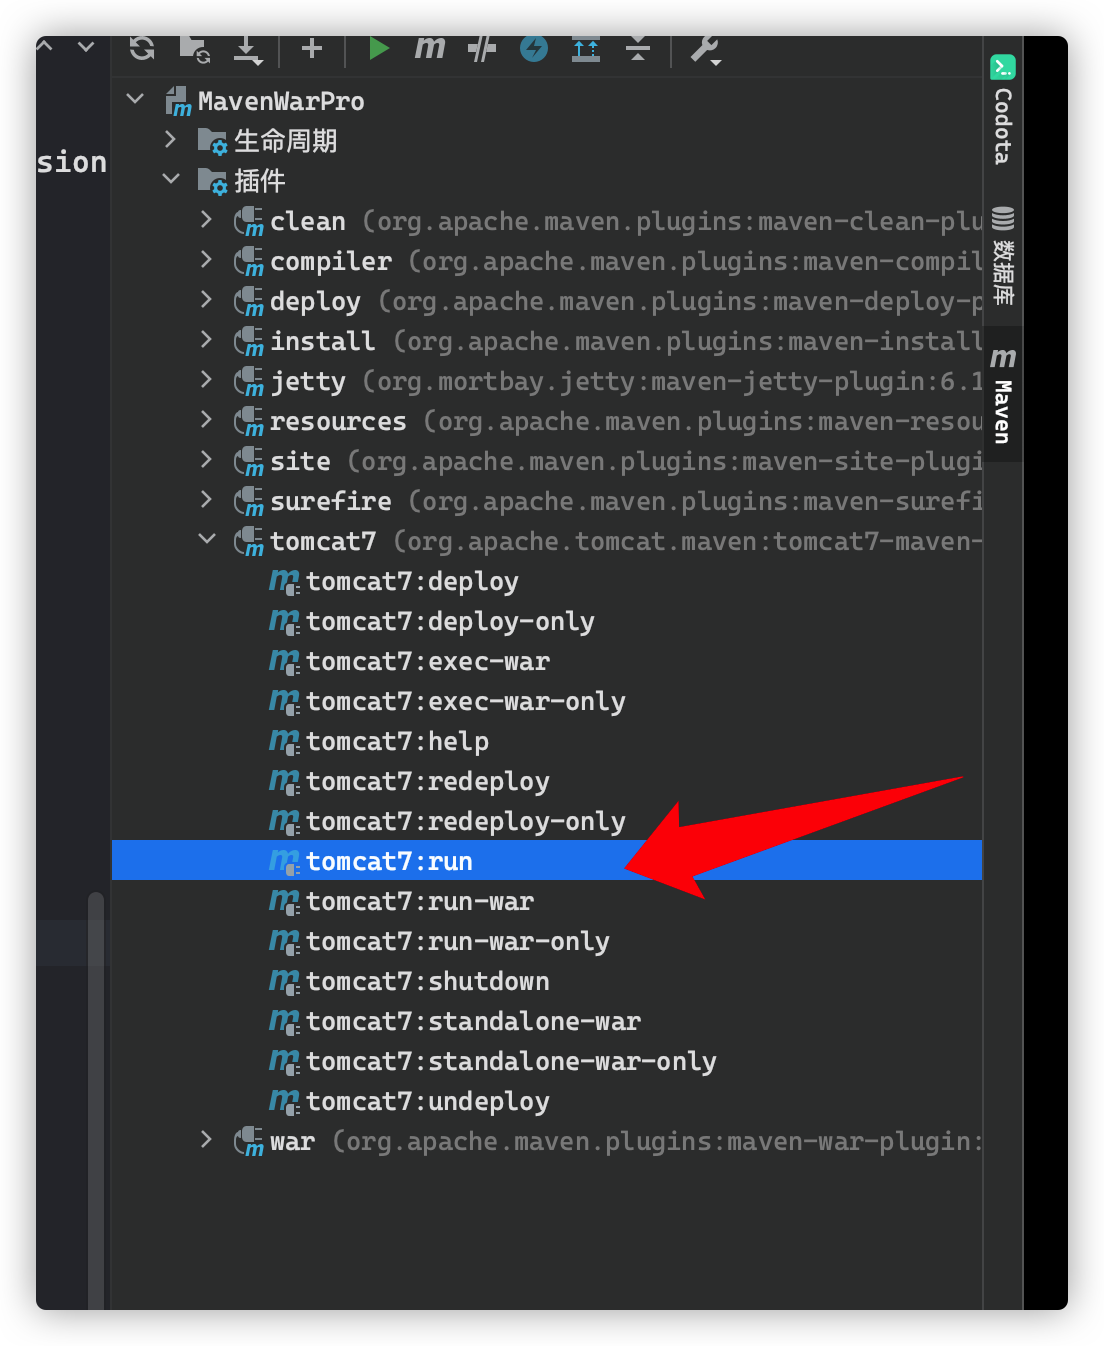 sion
MavenWarPro
生命周期
插件
clean (org.apache.maven.plugins:maven-clean-plu
compiler (org.apache.maven.plugins:maven-compil
deploy (org.apache.maven.plugins:maven-deploy-p
install (org.apache.maven.plugins:maven-install
jetty (org.mortbay.jetty:maven-jetty-plugin:6.1
resources (org.apache.maven.plugins:maven-resou
site (org.apache.maven.plugins:maven-site-plugi
surefire (org.apache.maven.plugins:maven-surefi
tomcat7 (org.apache.tomcat.maven:tomcat7-maven-
tomcat7:deploy
tomcat7:deploy-only
tomcat7:exec-war
tomcat7:exec-war-only
tomcat7:help
tomcat7:redeploy
tomcat7:redeploy-only
tomcat7:run
tomcat7:run-war
tomcat7:run-war-only
tomcat7:shutdown
tomcat7:standalone-war
tomcat7:standalone-war-only
tomcat7:undeploy
war (org.apache.maven.plugins:maven-war-plugin:
Codota
数据库
Maven